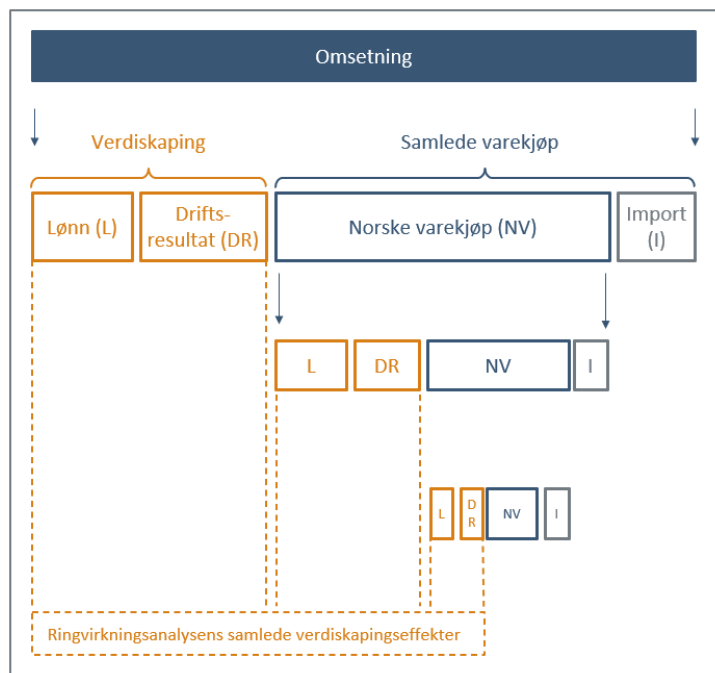 Omsetning
Verdiskaping
Samlede varekjøp
Lønn (L)
Drifts-
resultat (DR)
Norske varekjøp (NV)
Import
(I)
L
DR
NV
I
L
D
R
NV
I
Ringvirkningsanalysens samlede verdiskapingseffekter